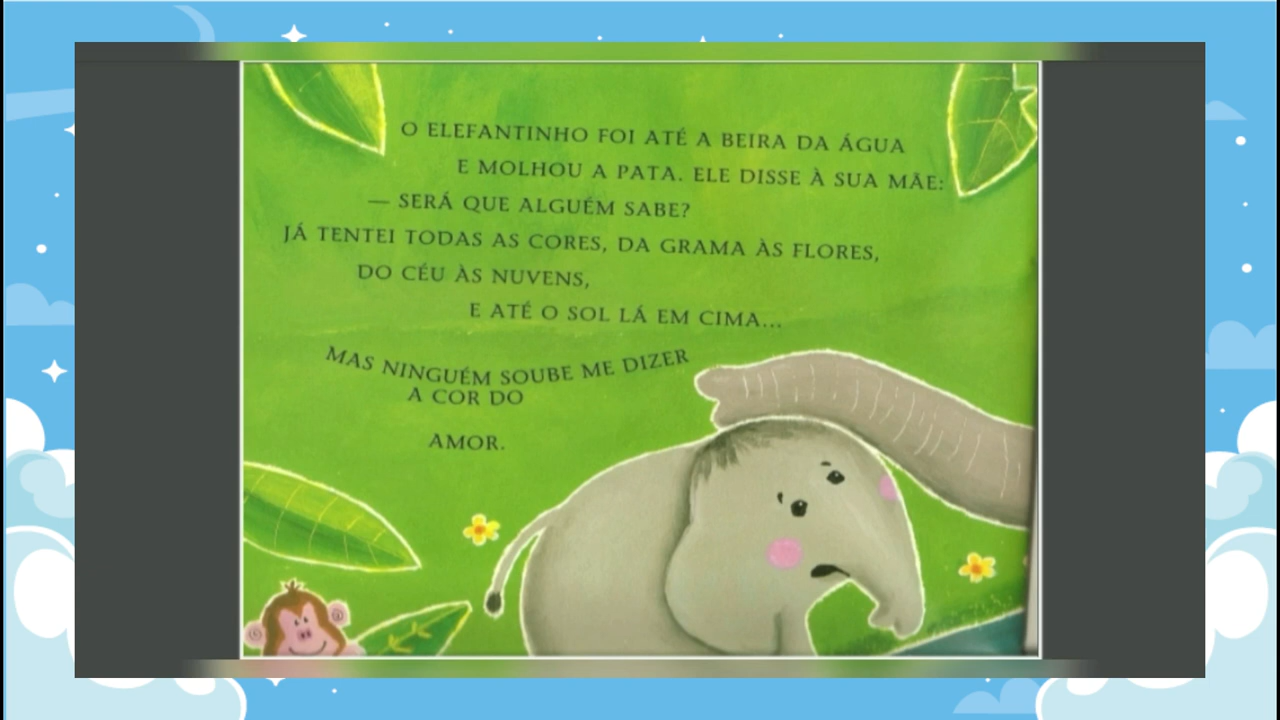 O ELEFANTINHO FOI ATÉ A BEIRA DA ÁGUA
E MOLHOU A PATA. ELE DISSE À SUA MÃE:
— SERÁ QUE ALGUÉM SABE?
JÁ TENTEI TODAS AS CORES, DA GRAMA ÀS FLORES,
DO CÉU ÀS NUVENS,
E ATÉ O SOL LÁ EM CIMA...
MAS NINGUÉM SOUBE ME DIZER
A COR DO
AMOR.